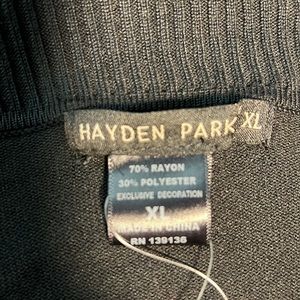 HAYDEN PARK XL
70% RAYON
30% POLYESTER
EXCLUSIVE DECORATION
XL
MADE IN CHINA
RN 139136